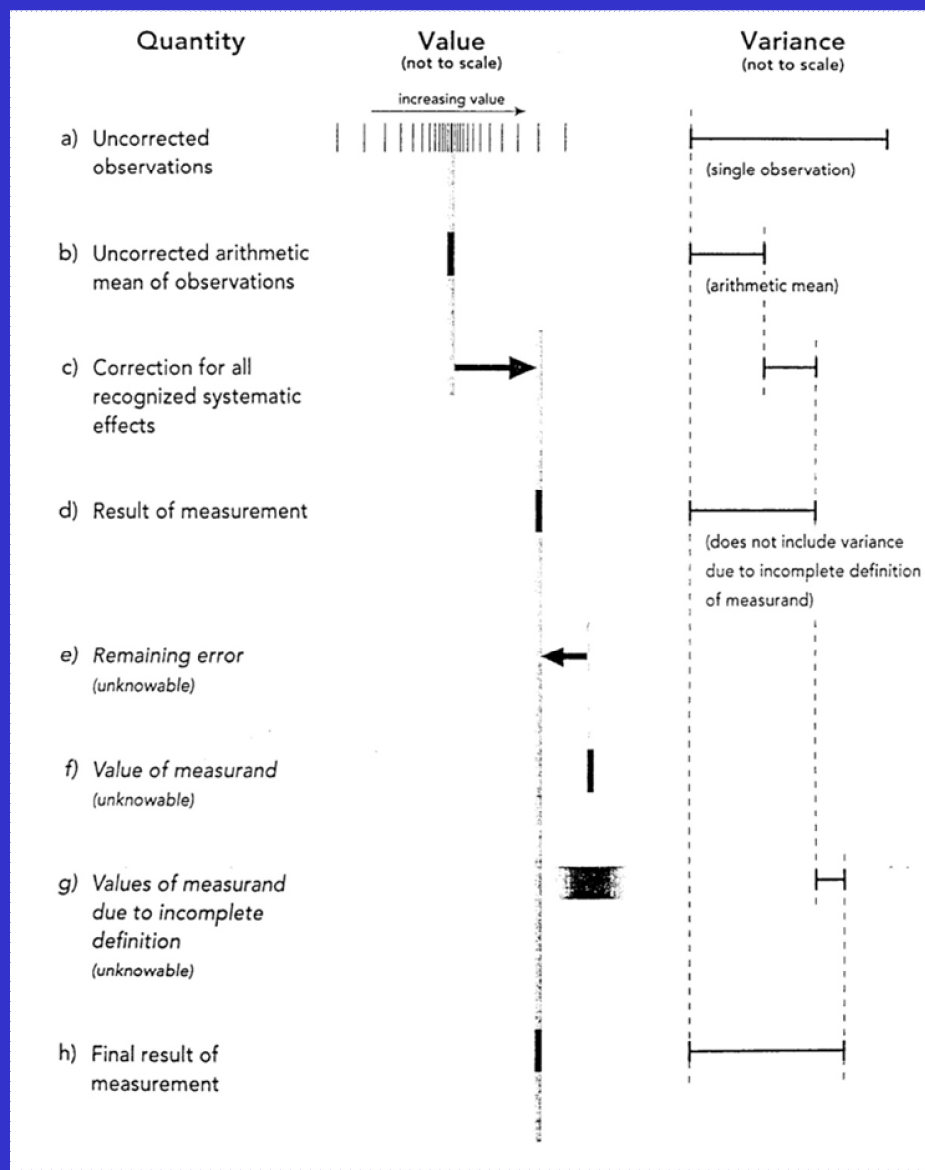 Quantity
Value
(not to scale)
Variance
(not to scale)
increasing value
a) Uncorrected
observations
(single observation)
b) Uncorrected arithmetic
mean of observations
(arithmetic mean)
c) Correction for all
recognized systematic
effects
d) Result of measurement
(does not include variance
due to incomplete definition
of measurand)
e) Remaining error
(unknowable)
f) Value of measurand
(unknowable)
g) Values of measurand
due to incomplete
definition
(unknowable)
h) Final result of
measurement